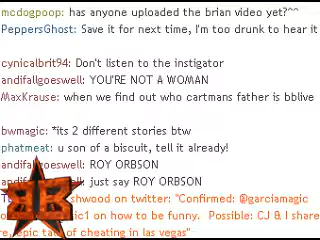 mcdogpoop: has anyone uploaded the brian video yet?^^
PeppersGhost: Save it for next time, I'm too drunk to hear it
cynicalbrit94: Don't listen to the instigator
andifallgoeswell: YOU'RE NOT A WOMAN
MaxKrause: when we find out who cartmans father is bblive
bwmagic: *its 2 different stories btw
phatmeat: u son of a biscuit, tell it already!
andifallgoeswell: ROY ORBSON
andifallgoeswell: just say ROY ORBSON
shwood on twitter: "Confirmed: @garciamagic
on how to be funny. Possible: CJ & I share
epic tale of cheating in las vegas"